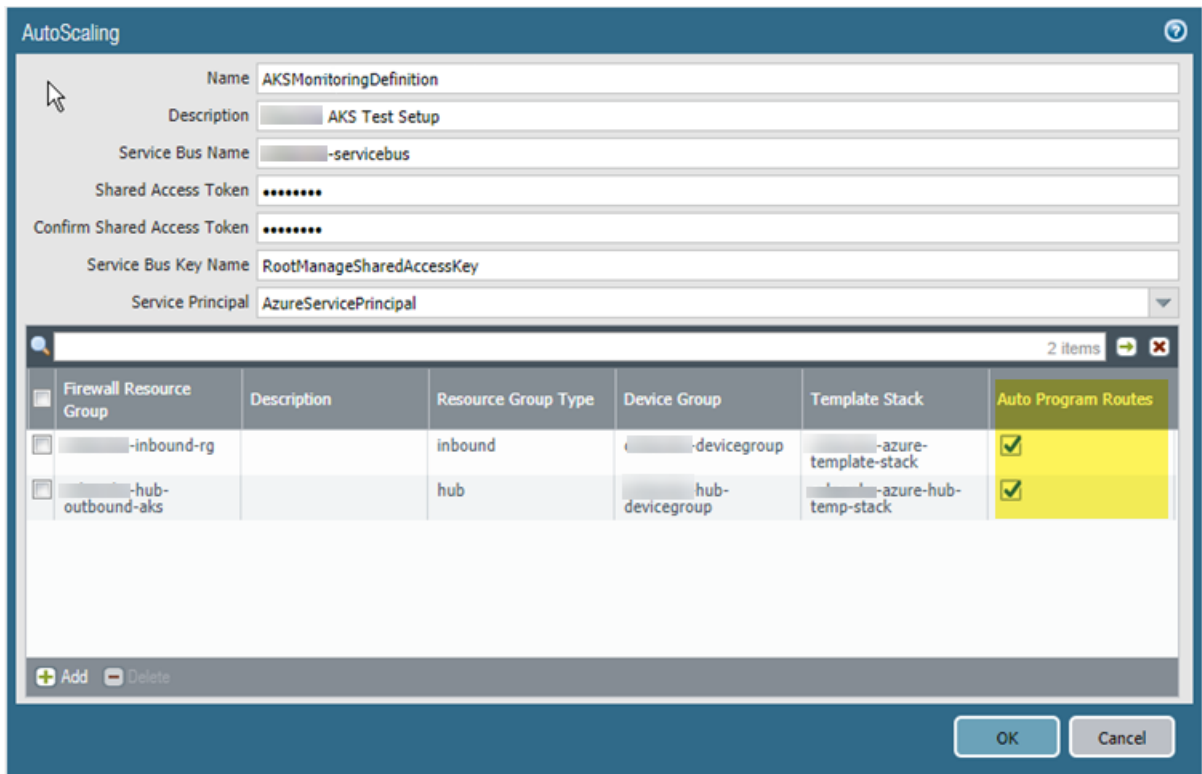 AutoScaling
Name AKSMonitoringDefinition
Description AKS Test Setup
Service Bus Name -servicebus
Shared Access Token ••••••••
Confirm Shared Access Token ••••••••
Service Bus Key Name RootManageSharedAccessKey
Service Principal AzureServicePrincipal
2 items
Firewall Resource Group Description Resource Group Type Device Group Template Stack Auto Program Routes
-inbound-rg inbound -devicegroup -azure-
template-stack
-hub- hub hub- -azure-hub-
outbound-aks devicegroup temp-stack
Add Delete
OK Cancel